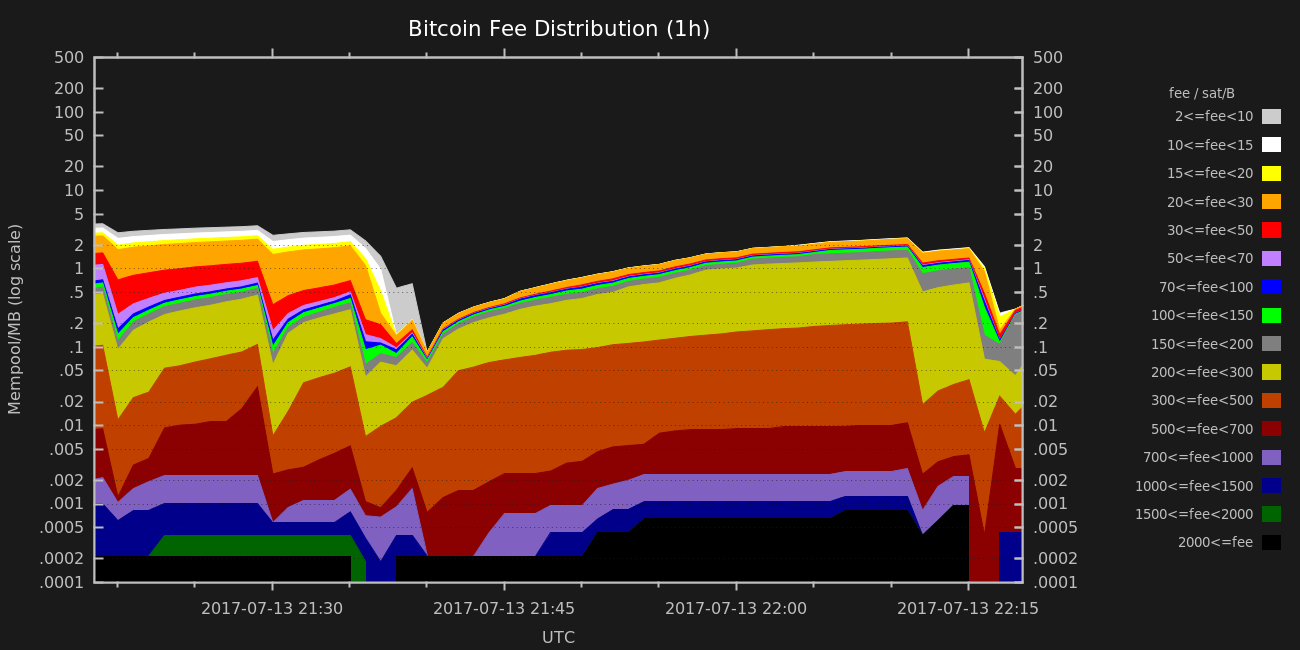 Bitcoin Fee Distribution (1h)
500 500
200 200
100 100
50 50
20 20
10 10
5 5
2 2
1 1
.5 .5
.2 .2
.1 .1
.05 .05
.02 .02
.01 .01
.005 .005
.002 .002
.001 .001
.0005 .0005
.0002 .0002
.0001 .0001
Mempool/MB (log scale)
2017-07-13 21:30 2017-07-13 21:45 2017-07-13 22:00 2017-07-13 22:15
UTC
fee / sat/B
2<=fee<10
10<=fee<15
15<=fee<20
20<=fee<30
30<=fee<50
50<=fee<70
70<=fee<100
100<=fee<150
150<=fee<200
200<=fee<300
300<=fee<500
500<=fee<700
700<=fee<1000
1000<=fee<1500
1500<=fee<2000
2000<=fee